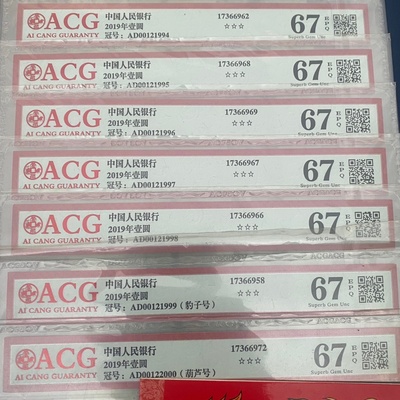 ACG 中国人民银行 17366962 67 EPQ
2019年壹圆 ☆☆☆
AI CANG GUARANTY 冠号: AD00121994 Superb Gem Unc
ACG 中国人民银行 17366968 67 EPQ
2019年壹圆 ☆☆☆
AI CANG GUARANTY 冠号: AD00121995 Superb Gem Unc
ACG 中国人民银行 17366969 67 EPQ
2019年壹圆 ☆☆☆
AI CANG GUARANTY 冠号: AD00121996 Superb Gem Unc
ACG 中国人民银行 17366967 67 EPQ
2019年壹圆 ☆☆☆
AI CANG GUARANTY 冠号: AD00121997 Superb Gem Unc
ACG 中国人民银行 17366966 67 EPQ
2019年壹圆 ☆☆☆
AI CANG GUARANTY 冠号: AD00121998 Superb Gem Unc
ACG 中国人民银行 17366958 67 EPQ
2019年壹圆 ☆☆☆
AI CANG GUARANTY 冠号: AD00121999 (豹子号) Superb Gem Unc
ACG 中国人民银行 17366972 67 EPQ
2019年壹圆 ☆☆☆
AI CANG GUARANTY 冠号: AD00122000 (葫芦号) Superb Gem Unc